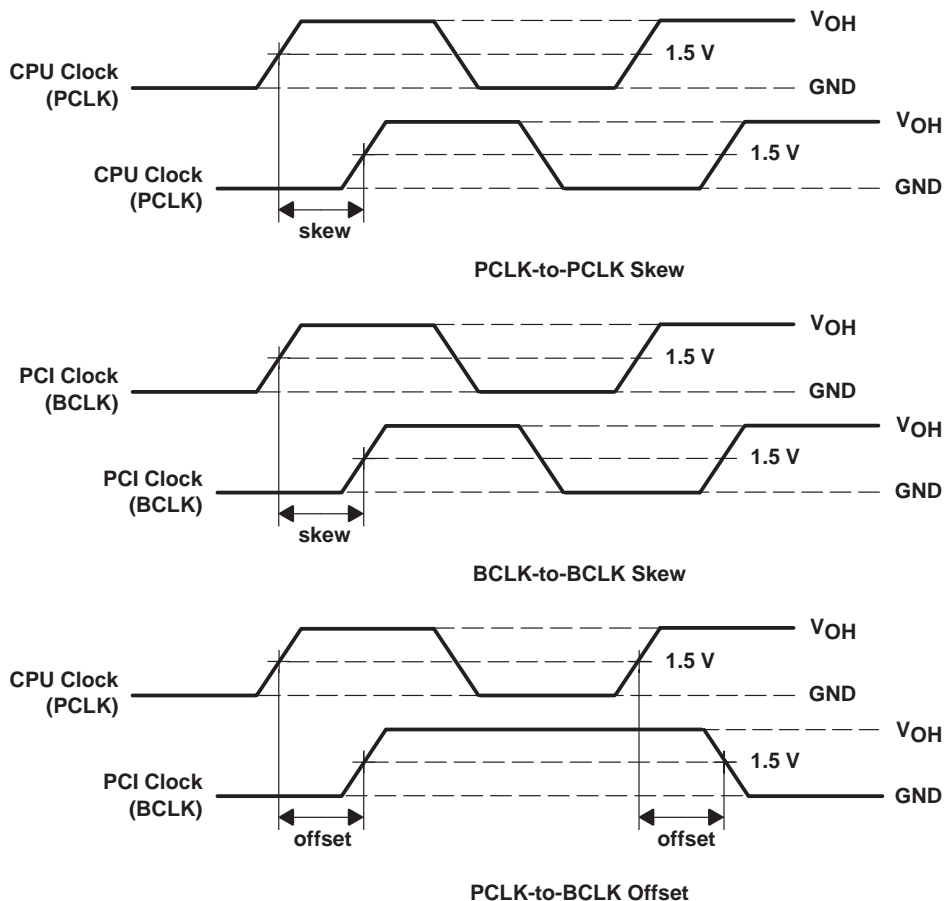 VOH
CPU Clock
(PCLK)
1.5 V
GND
VOH
CPU Clock
(PCLK)
1.5 V
GND
skew
PCLK-to-PCLK Skew
VOH
PCI Clock
(BCLK)
1.5 V
GND
VOH
PCI Clock
(BCLK)
1.5 V
GND
skew
BCLK-to-BCLK Skew
VOH
CPU Clock
(PCLK)
1.5 V
GND
VOH
PCI Clock
(BCLK)
1.5 V
GND
offset
offset
PCLK-to-BCLK Offset